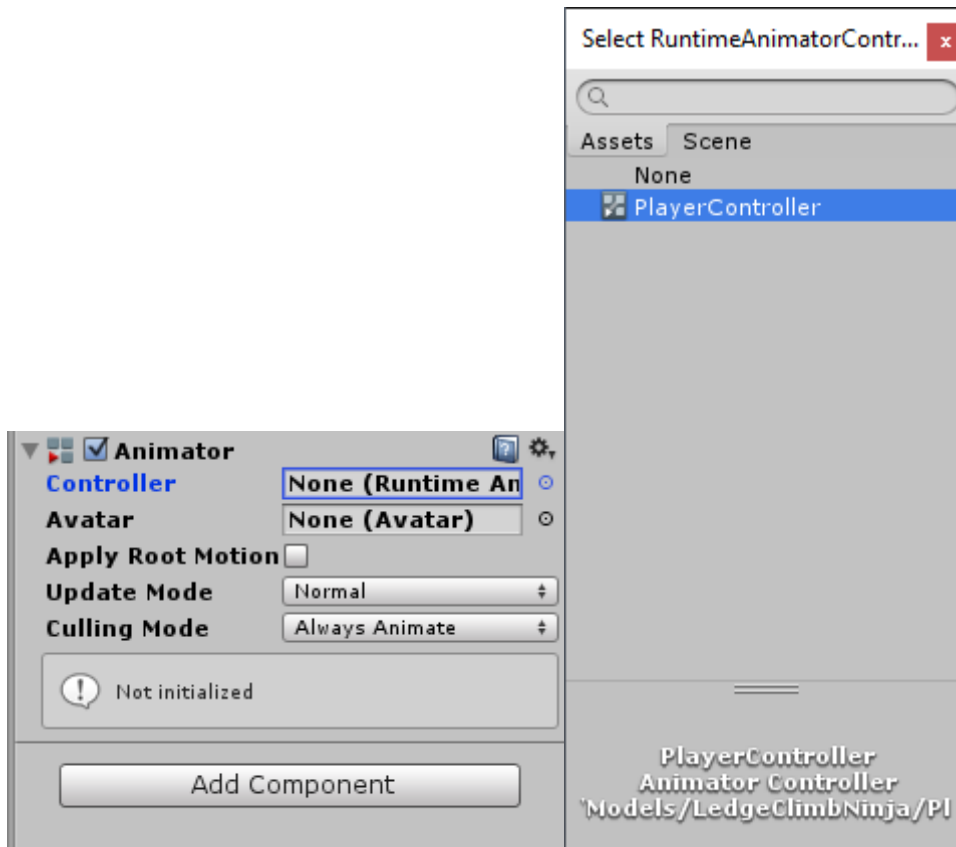 Select RuntimeAnimatorContr... x
Assets Scene
None
PlayerController
Animator
Controller None (Runtime An
Avatar None (Avatar)
Apply Root Motion
Update Mode Normal
Culling Mode Always Animate
Not initialized
Add Component
PlayerController
Animator Controller
Models/LedgeClimbNinja/Pl